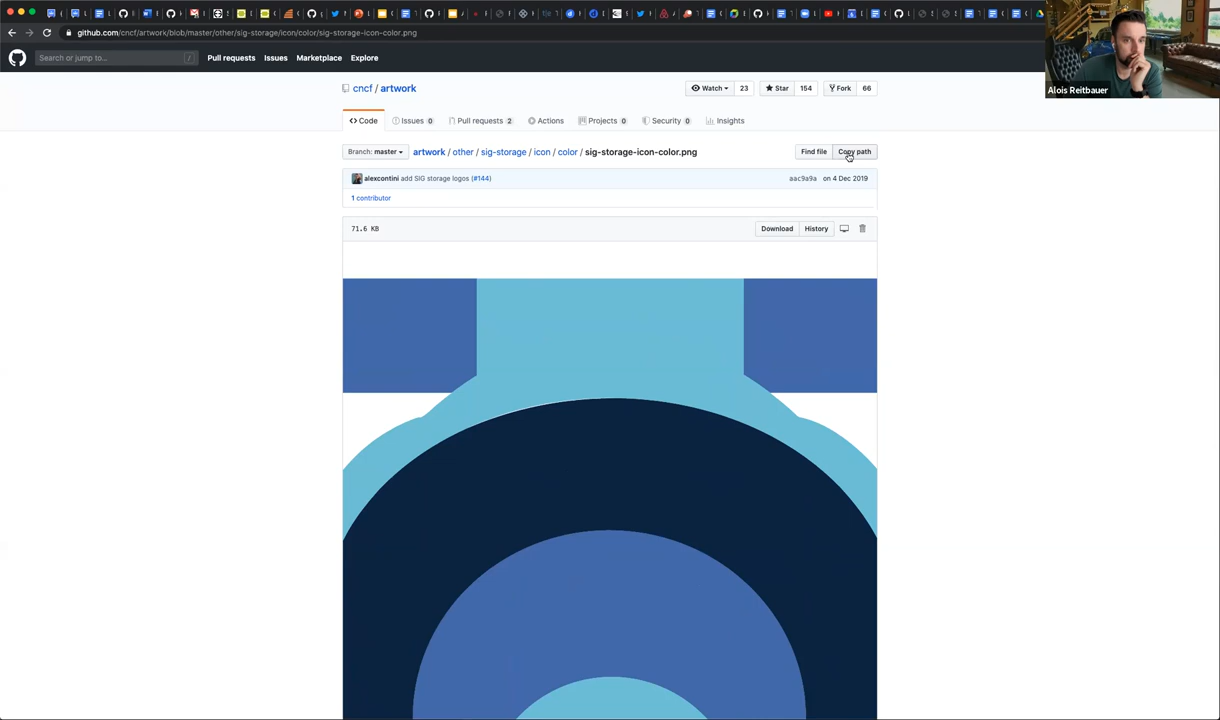 github.com/cncf/artwork/blob/master/other/sig-storage/icon/color/sig-storage-icon-color.png
Search or jump to...
/
Pull requests Issues Marketplace Explore
Alois Reitbauer
cncf / artwork
Watch 23 Star 154 Fork 66
Code Issues 0 Pull requests 2 Actions Projects 0 Security 0 Insights
Branch: master artwork / other / sig-storage / icon / color / sig-storage-icon-color.png Find file Copy path
alexcontini add SIG storage logos (#144) aac9a9a on 4 Dec 2019
1 contributor
71.6 KB Download History